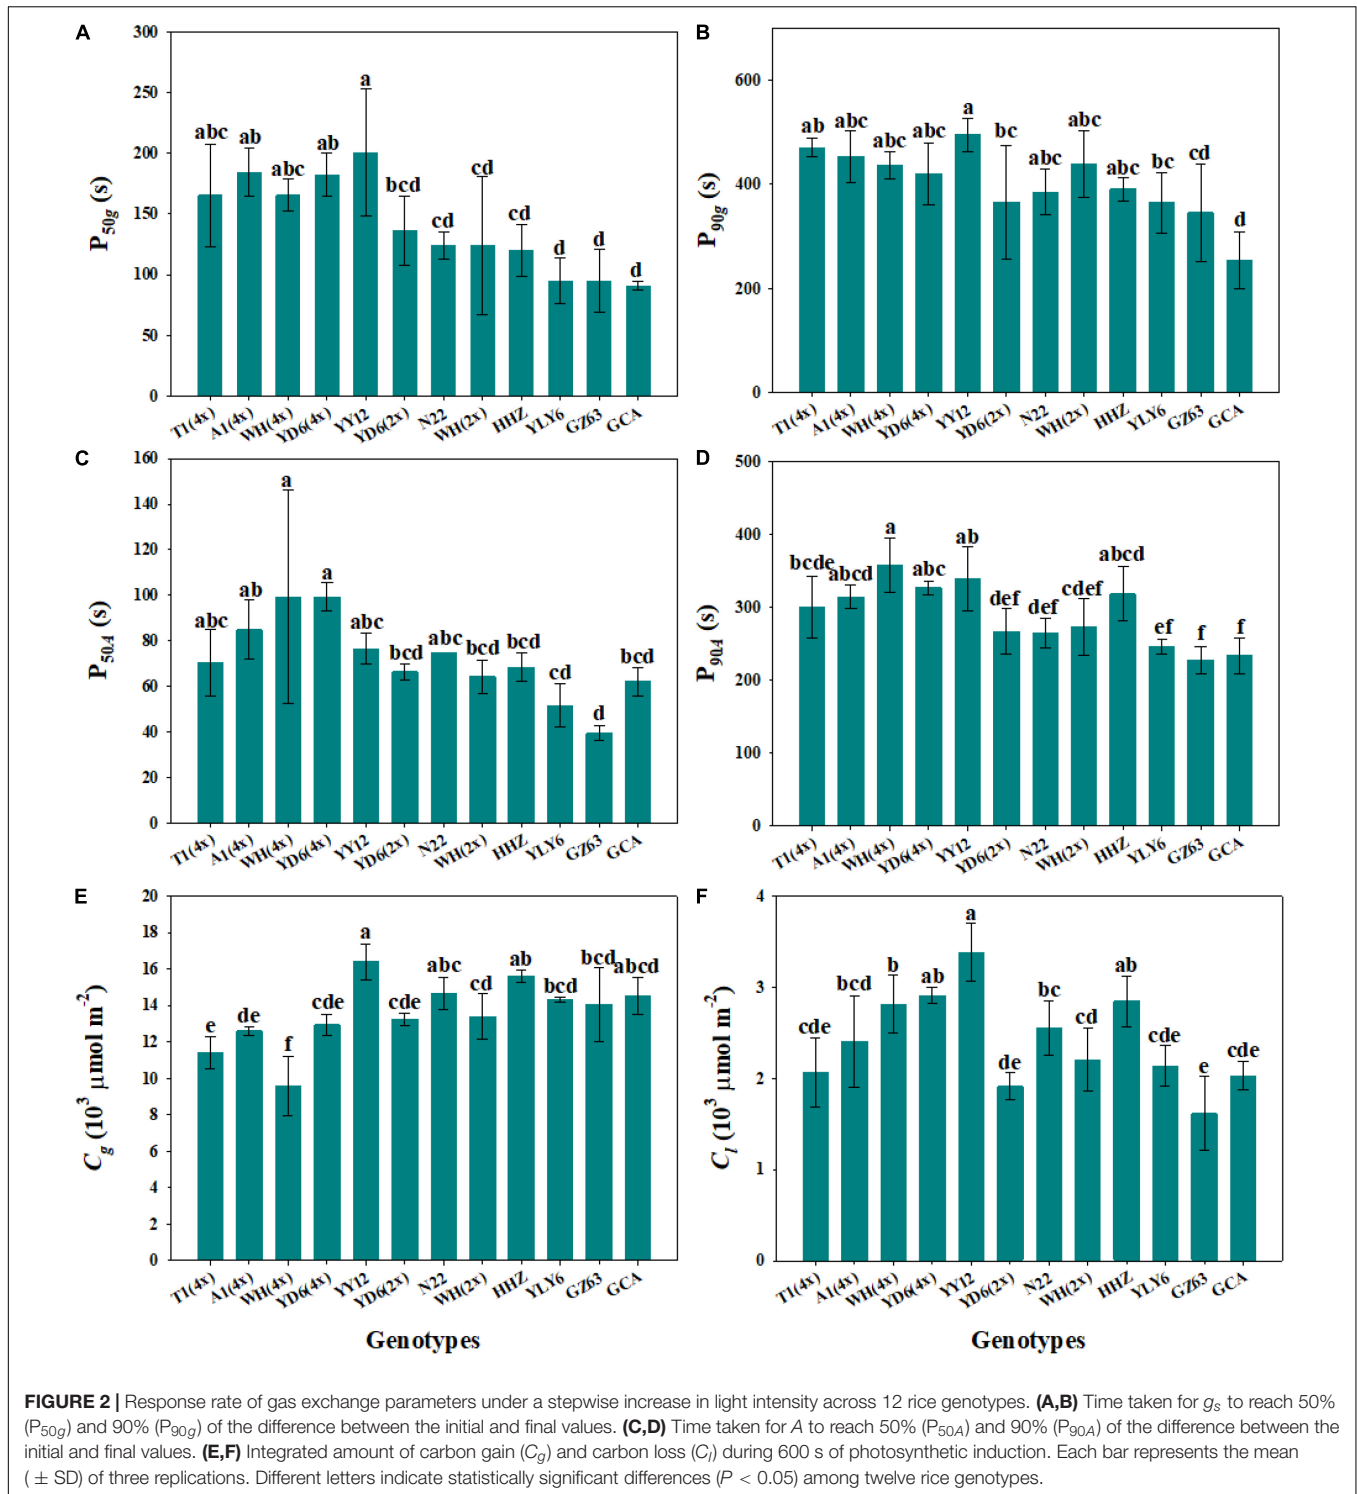 A
300
250
200
150
100
50
0
P50g (s)
abc
ab
abc
ab
a
bcd
cd
cd
cd
d
d
d
T1(4x)
A1(4x)
WH(4x)
YD6(4x)
YY12
YD6(2x)
N22
WH(2x)
HHZ
YLY6
GZ63
GCA
B
600
400
200
0
P90g (s)
ab
abc
abc
abc
a
bc
abc
abc
abc
bc
cd
d
T1(4x)
A1(4x)
WH(4x)
YD6(4x)
YY12
YD6(2x)
N22
WH(2x)
HHZ
YLY6
GZ63
GCA
C
160
140
120
100
80
60
40
20
0
P50A (s)
abc
ab
a
a
abc
bcd
abc
bcd
bcd
cd
d
bcd
T1(4x)
A1(4x)
WH(4x)
YD6(4x)
YY12
YD6(2x)
N22
WH(2x)
HHZ
YLY6
GZ63
GCA
D
500
400
300
200
100
0
P90A (s)
bcde
abcd
a
abc
ab
def
def
cdef
abcd
ef
f
f
T1(4x)
A1(4x)
WH(4x)
YD6(4x)
YY12
YD6(2x)
N22
WH(2x)
HHZ
YLY6
GZ63
GCA
E
20
18
16
14
12
10
8
6
4
2
0
Cg (10³ μmol m⁻²)
e
de
f
cde
a
cde
abc
cd
ab
bcd
bcd
abcd
T1(4x)
A1(4x)
WH(4x)
YD6(4x)
YY12
YD6(2x)
N22
WH(2x)
HHZ
YLY6
GZ63
GCA
Genotypes
F
4
3
2
1
0
Cl (10³ μmol m⁻²)
cde
bcd
b
ab
a
de
bc
cd
ab
cde
e
cde
T1(4x)
A1(4x)
WH(4x)
YD6(4x)
YY12
YD6(2x)
N22
WH(2x)
HHZ
YLY6
GZ63
GCA
Genotypes
FIGURE 2 | Response rate of gas exchange parameters under a stepwise increase in light intensity across 12 rice genotypes. (A,B) Time taken for gs to reach 50%
(P50g) and 90% (P90g) of the difference between the initial and final values. (C,D) Time taken for A to reach 50% (P50A) and 90% (P90A) of the difference between the
initial and final values. (E,F) Integrated amount of carbon gain (Cg) and carbon loss (Cl) during 600 s of photosynthetic induction. Each bar represents the mean
( ± SD) of three replications. Different letters indicate statistically significant differences (P < 0.05) among twelve rice genotypes.